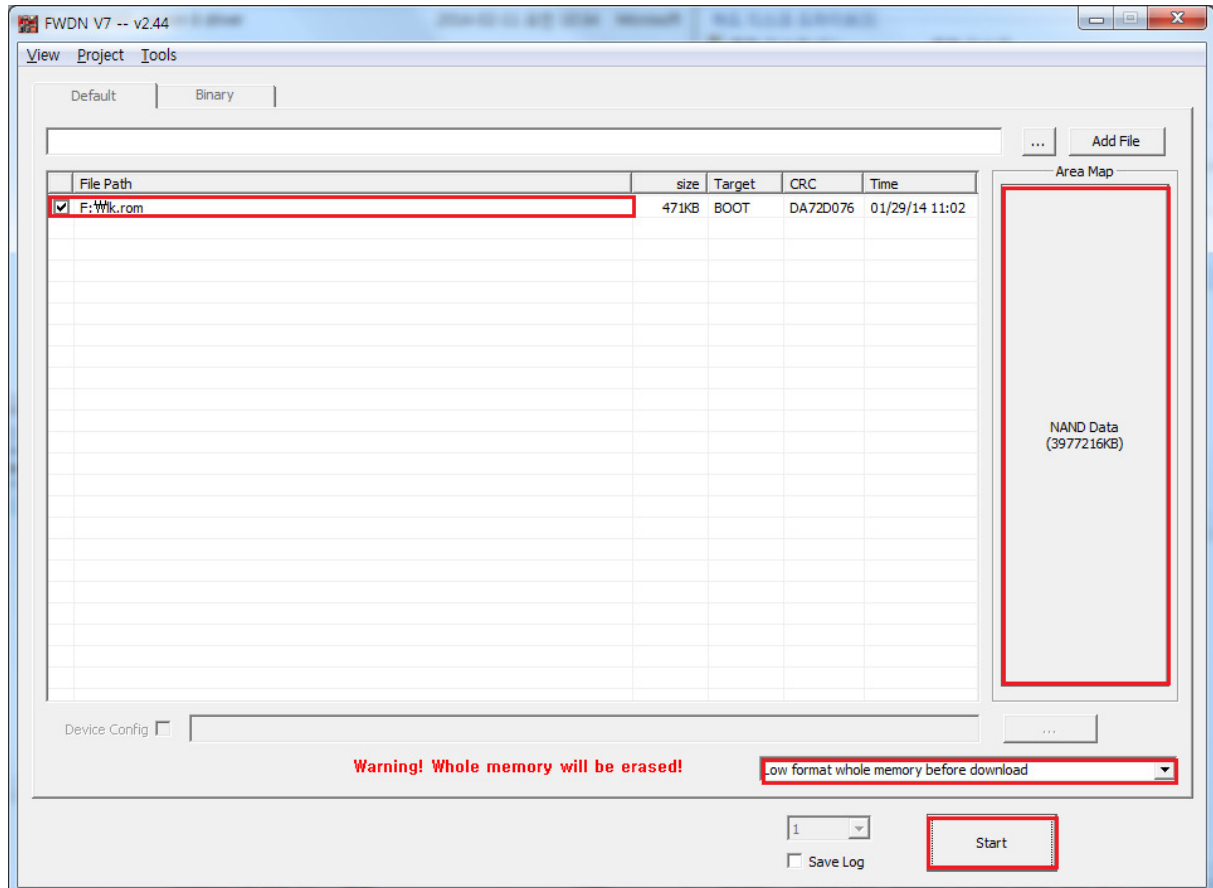 FWDN V7 -- v2.44
View Project Tools
Default Binary
... Add File
Area Map
File Path size Target CRC Time
F:₩lk.rom 471KB BOOT DA72D076 01/29/14 11:02
NAND Data
(3977216KB)
Device Config ...
Warning! Whole memory will be erased! Low format whole memory before download
1
Start
Save Log